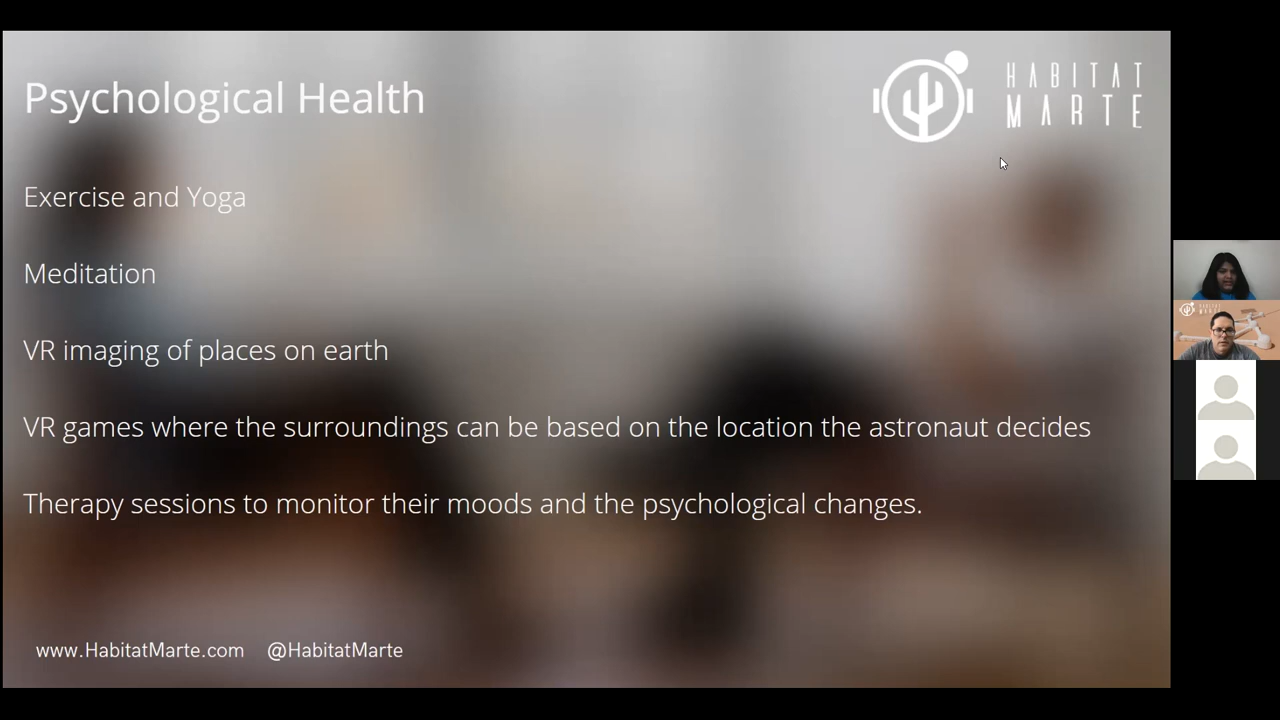 Psychological Health
HABITAT
MARTE
Exercise and Yoga
Meditation
VR imaging of places on earth
VR games where the surroundings can be based on the location the astronaut decides
Therapy sessions to monitor their moods and the psychological changes.
www.HabitatMarte.com @HabitatMarte
HABITAT
MARTE